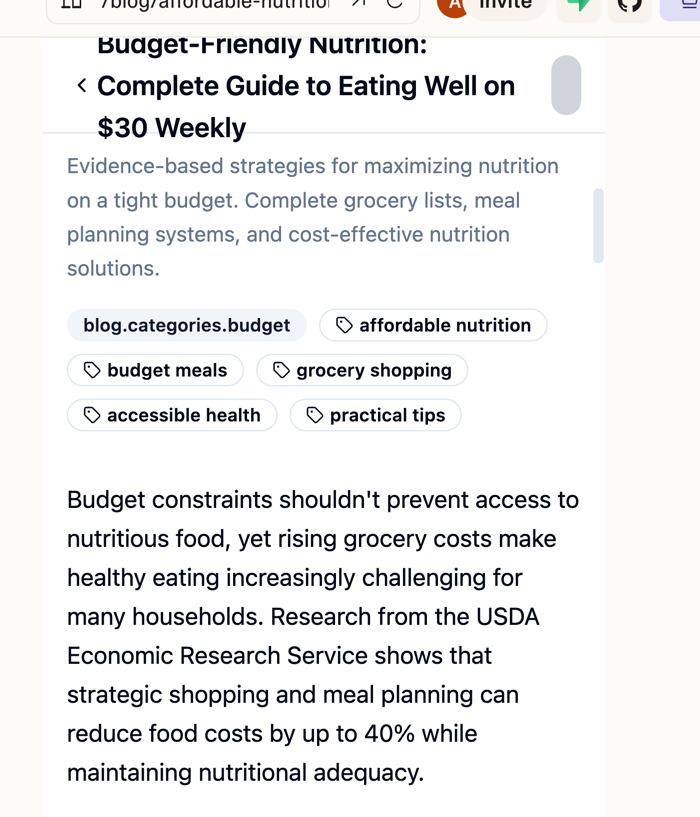 /blog/affordable-nutritio
A
Invite
Budget-Friendly Nutrition:
Complete Guide to Eating Well on
$30 Weekly
Evidence-based strategies for maximizing nutrition
on a tight budget. Complete grocery lists, meal
planning systems, and cost-effective nutrition
solutions.
blog.categories.budget
affordable nutrition
budget meals
grocery shopping
accessible health
practical tips
Budget constraints shouldn't prevent access to
nutritious food, yet rising grocery costs make
healthy eating increasingly challenging for
many households. Research from the USDA
Economic Research Service shows that
strategic shopping and meal planning can
reduce food costs by up to 40% while
maintaining nutritional adequacy.